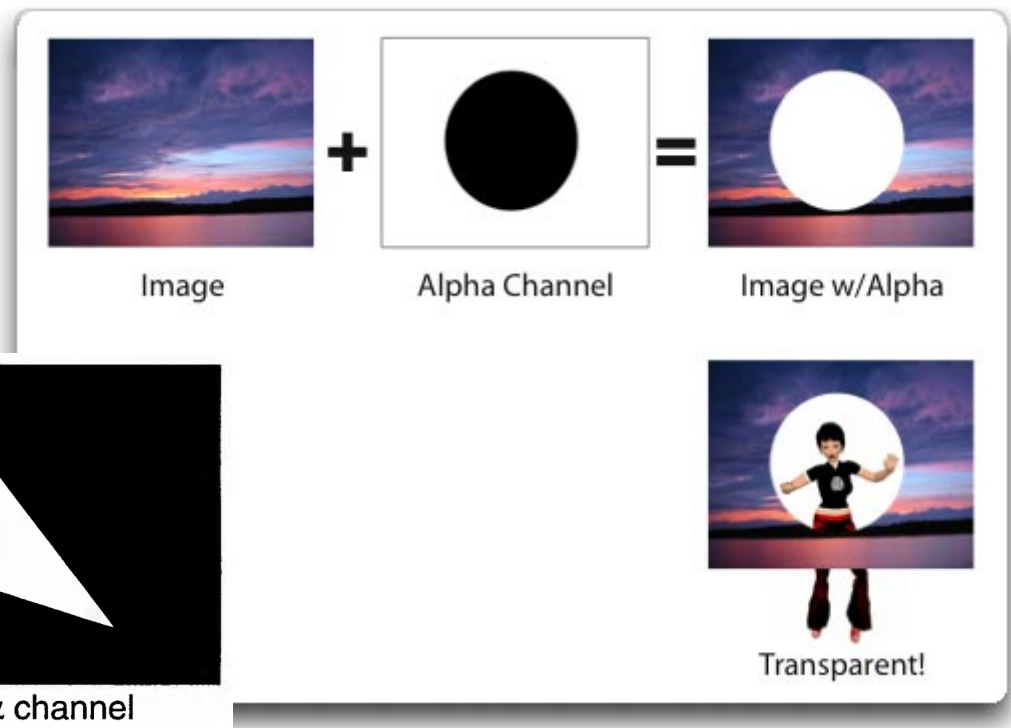 +
=
Image
Alpha Channel
Image w/Alpha
Transparent!
channel